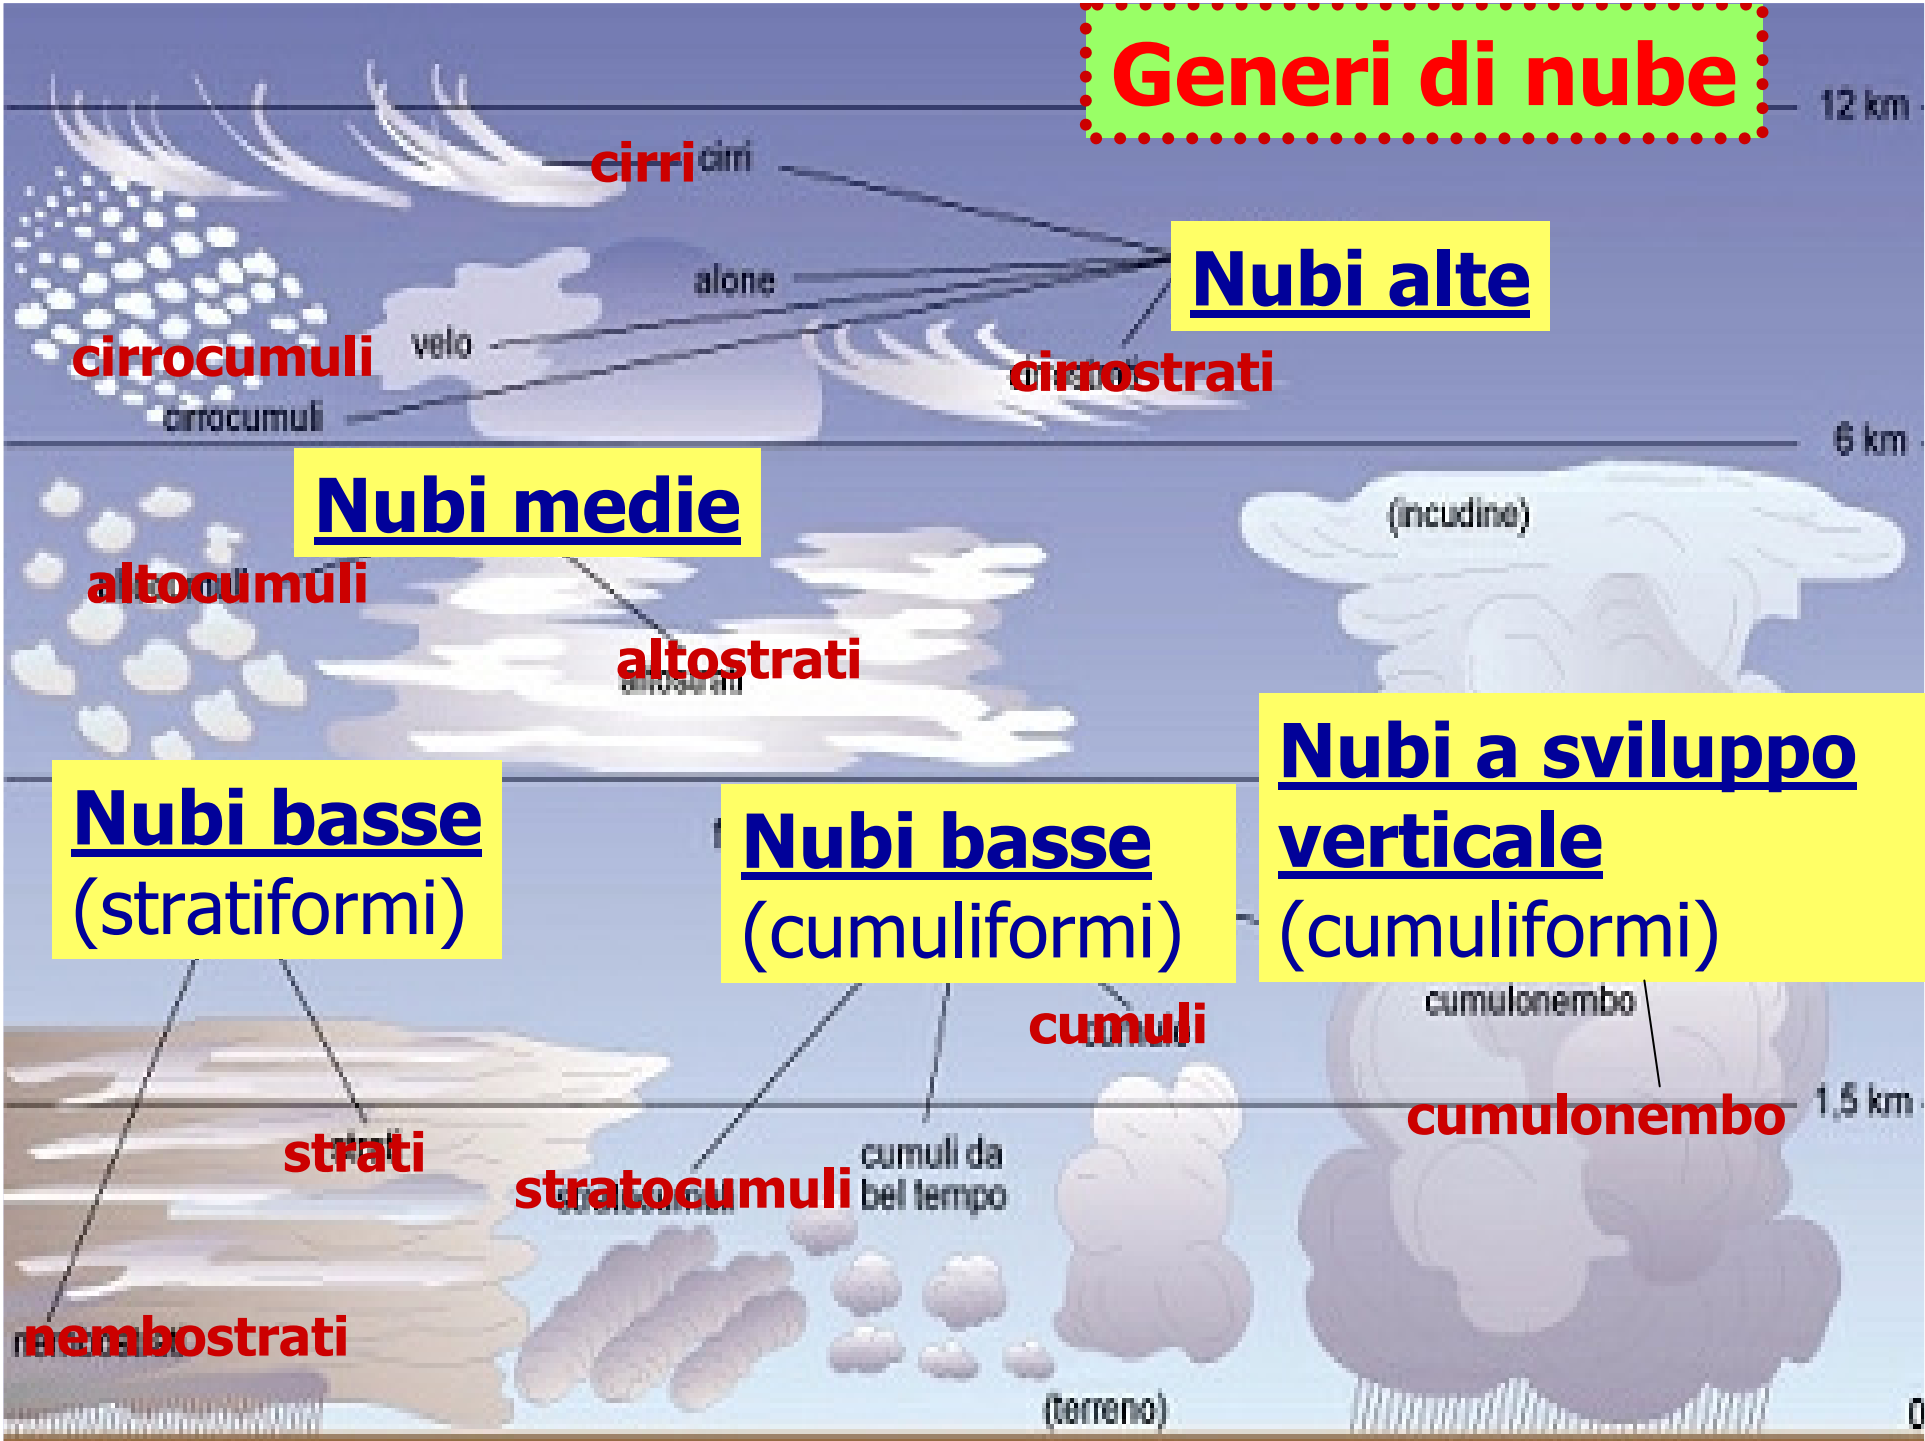 Generi di nube
12 km
cirri cirri
Nubi alte
alone
velo
cirrocumuli
cirrostrati
cirrocumuli
6 km
Nubi medie
(incudine)
altocumuli
altostrati
altostrati
Nubi a sviluppo
verticale
(cumuliformi)
Nubi basse
(stratiformi)
Nubi basse
(cumuliformi)
cumulonembo
cumuli
1,5 km
cumulonembo
strati
cumuli da
bel tempo
stratocumuli
nembostrati
(terreno)
0